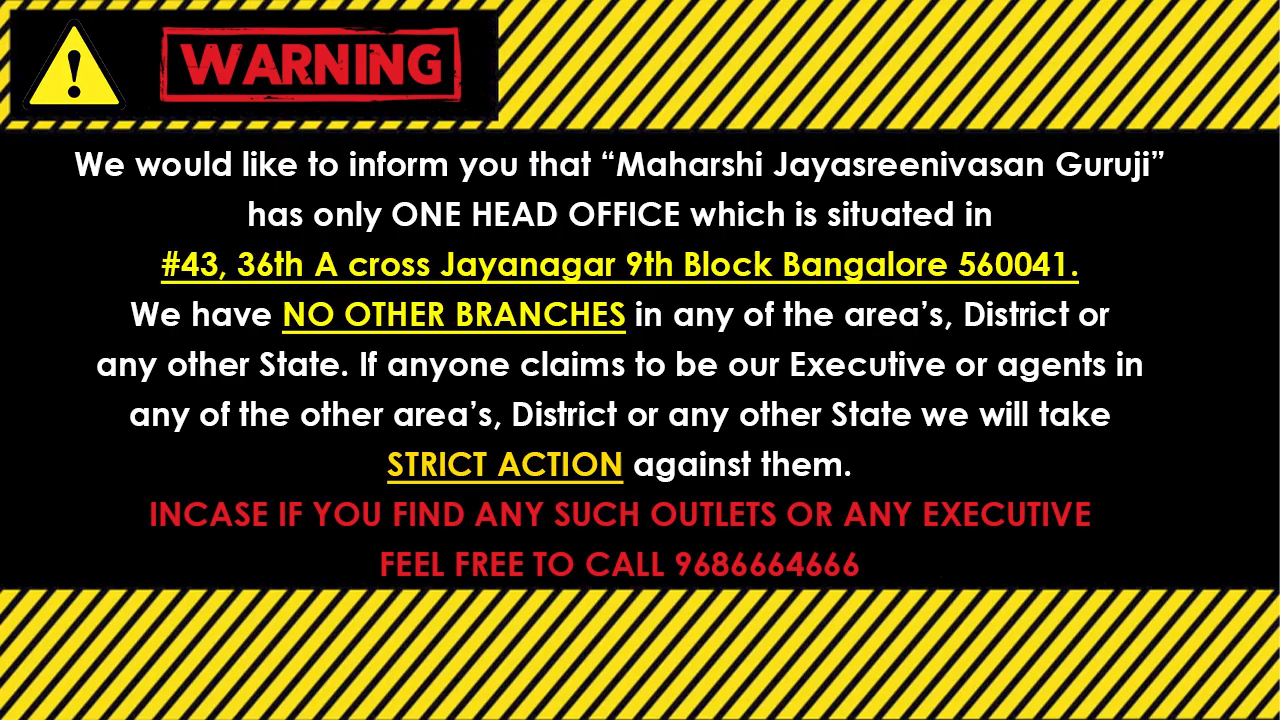 WARNING
We would like to inform you that “Maharshi Jayasreenivasan Guruji”
has only ONE HEAD OFFICE which is situated in
#43, 36th A cross Jayanagar 9th Block Bangalore 560041.
We have NO OTHER BRANCHES in any of the area’s, District or
any other State. If anyone claims to be our Executive or agents in
any of the other area’s, District or any other State we will take
STRICT ACTION against them.
INCASE IF YOU FIND ANY SUCH OUTLETS OR ANY EXECUTIVE
FEEL FREE TO CALL 9686664666